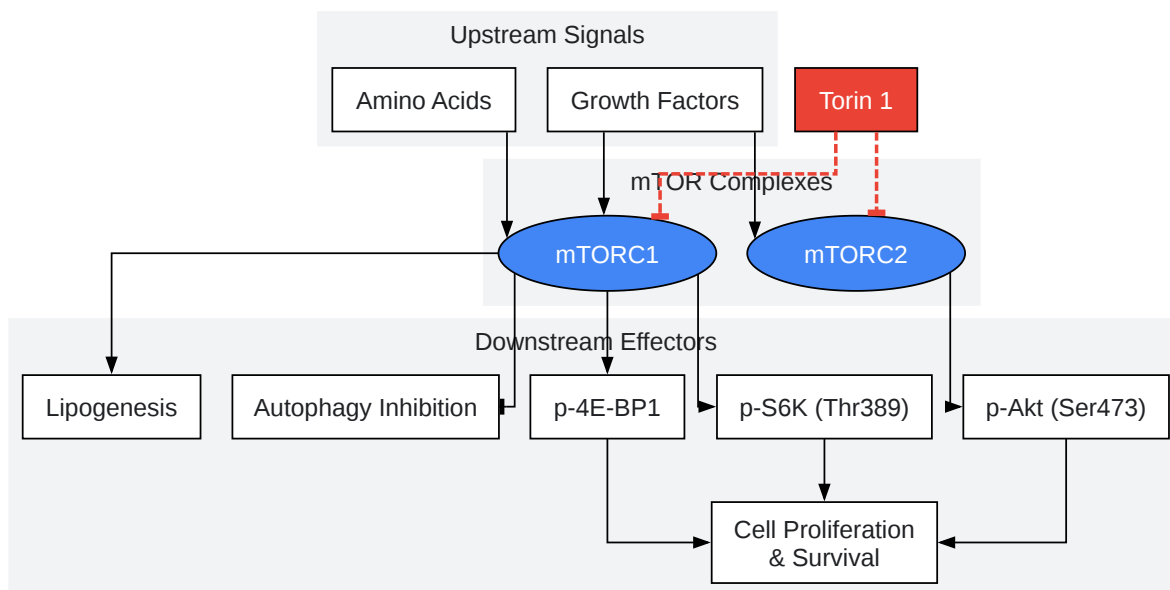 Upstream Signals
Amino Acids
Growth Factors
Torin 1
mTOR Complexes
mTORC1
mTORC2
Downstream Effectors
Lipogenesis
Autophagy Inhibition
p-4E-BP1
p-S6K (Thr389)
p-Akt (Ser473)
Cell Proliferation
& Survival